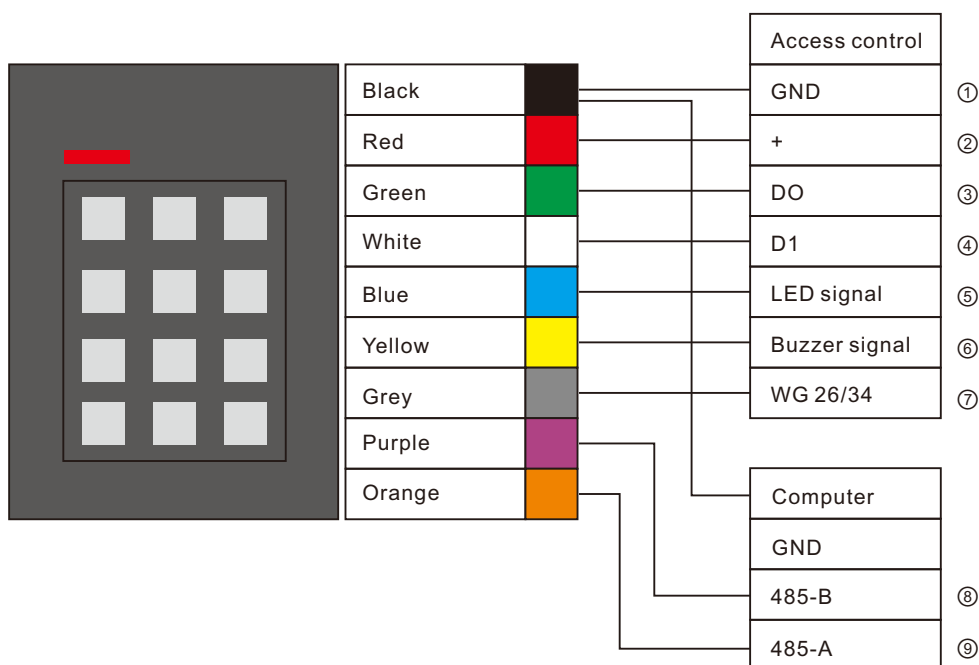 Access control
Black
GND
①
Red
+
②
Green
DO
③
White
D1
④
Blue
LED signal
⑤
Yellow
Buzzer signal
⑥
Grey
WG 26/34
⑦
Purple
Orange
Computer
GND
485-B
⑧
485-A
⑨